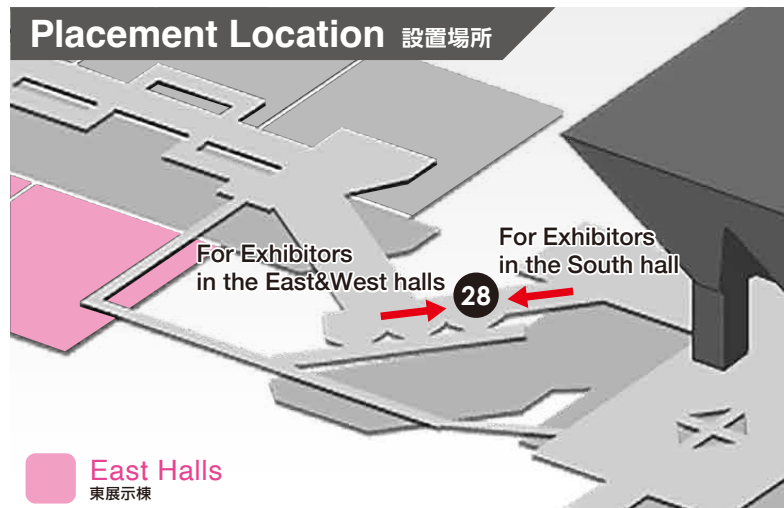 Placement Location 設置場所
For Exhibitors
in the East&West halls
For Exhibitors
in the South hall
28
East Halls
東展示棟